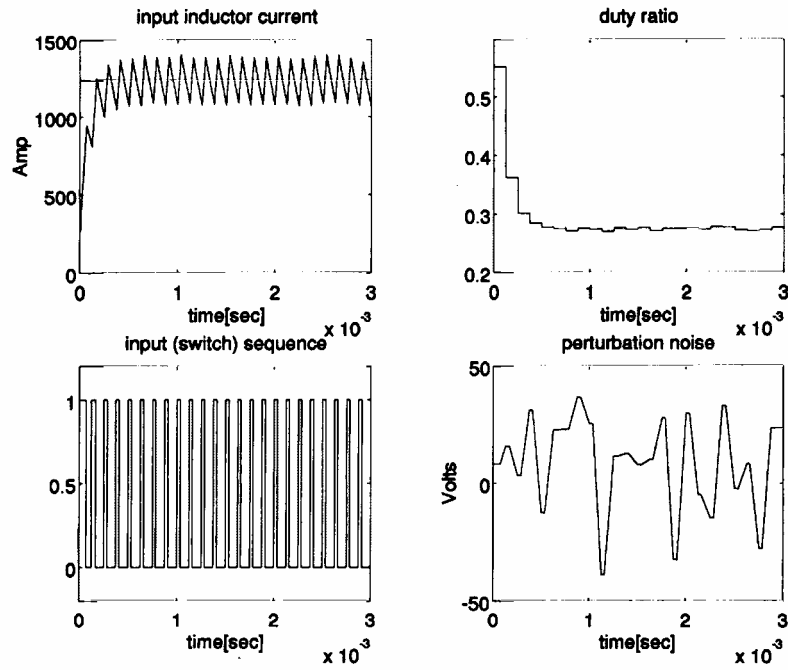 input inductor current
1500
1000
500
0
Amp
0 1 2 3
time[sec]
x 10⁻³
duty ratio
0.5
0.4
0.3
0.2
0 1 2 3
time[sec]
x 10⁻³
input (switch) sequence
1
0.5
0
0 1 2 3
time[sec]
x 10⁻³
perturbation noise
50
0
-50
Volts
0 1 2 3
time[sec]
x 10⁻³